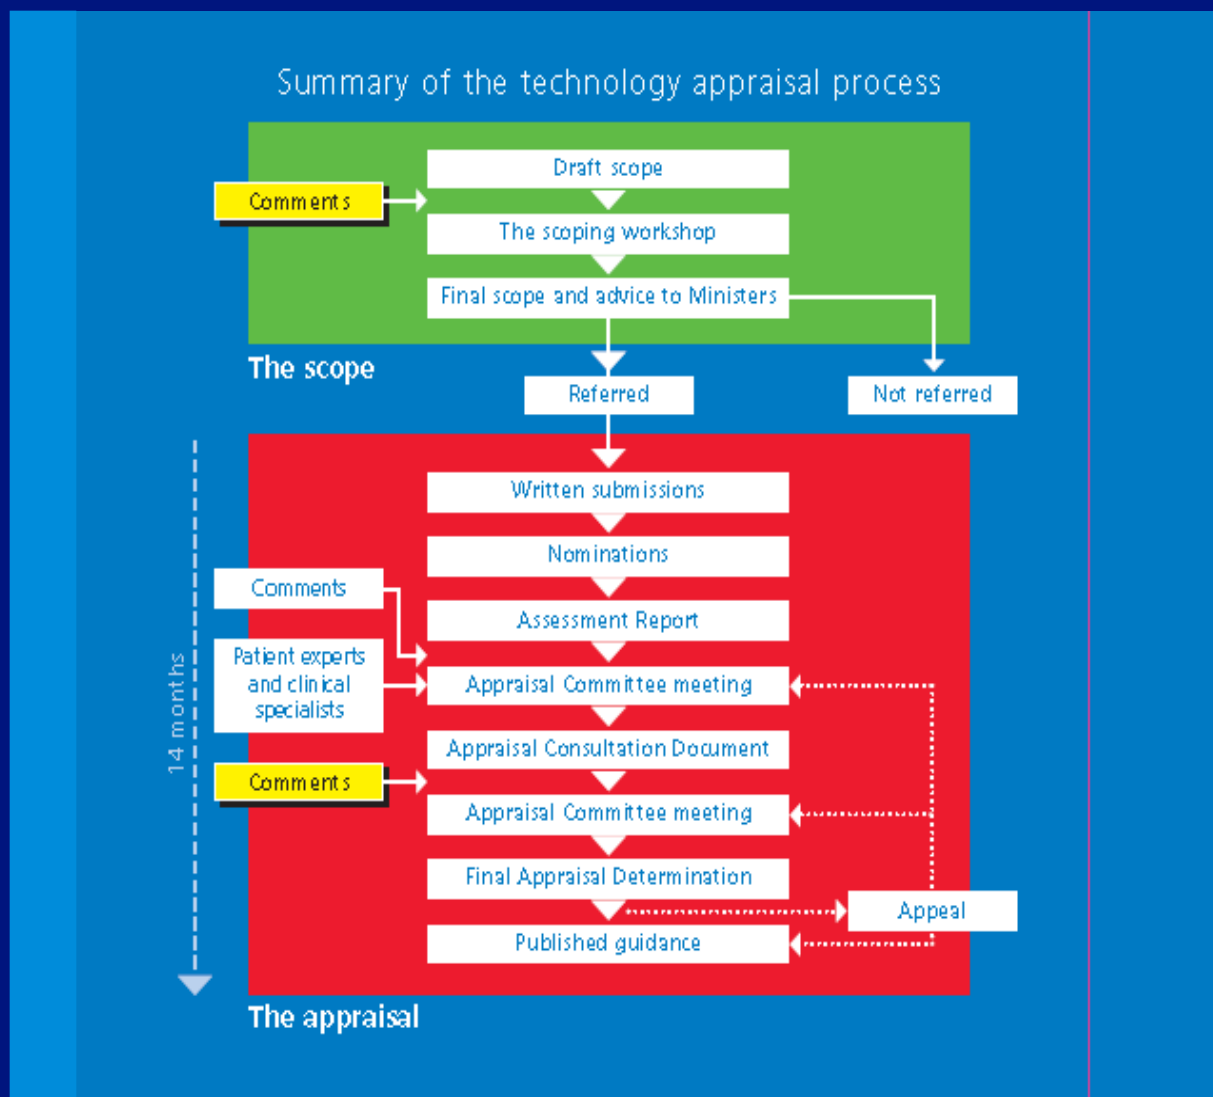 Summary of the technology appraisal process
Draft scope
Comments
The scoping workshop
Final scope and advice to Ministers
The scope
Referred
Not referred
Written submissions
Nominations
Comments
Assessment Report
Patient experts
and clinical
specialists
Appraisal Committee meeting
14 months
Appraisal Consultation Document
Comments
Appraisal Committee meeting
Final Appraisal Determination
Appeal
Published guidance
The appraisal